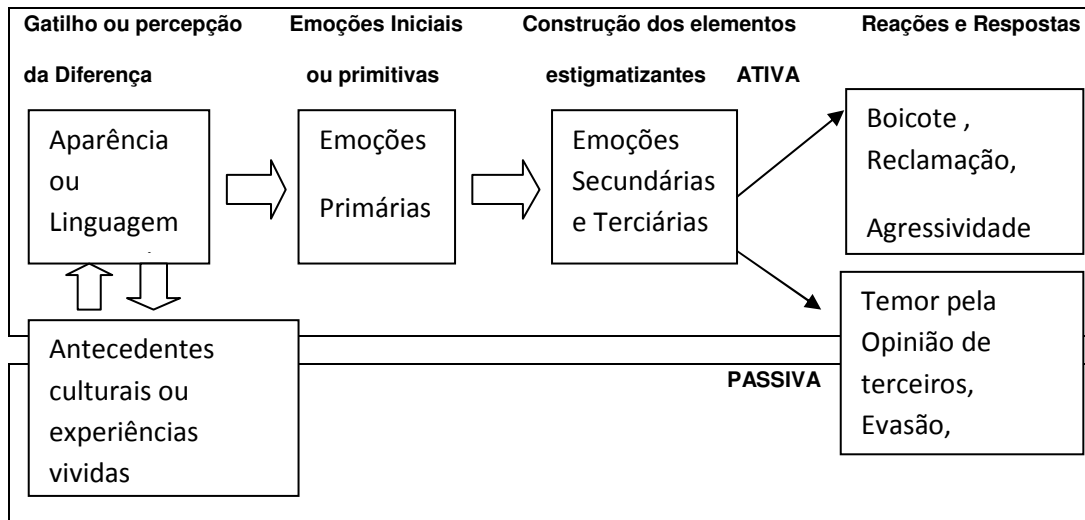 Gatilho ou percepção
da Diferença
Emoções Iniciais
ou primitivas
Construção dos elementos
estigmatizantes
ATIVA
Reações e Respostas
Aparência
ou
Linguagem
Emoções
Primárias
Emoções
Secundárias
e Terciárias
Boicote ,
Reclamação,
Agressividade
Antecedentes
culturais ou
experiências
vividas
PASSIVA
Temor pela
Opinião de
terceiros,
Evasão,